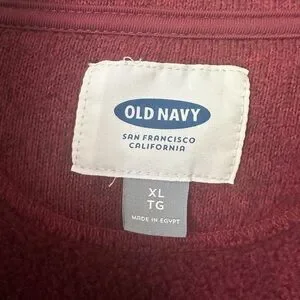 OLD NAVY
SAN FRANCISCO
CALIFORNIA
XL
TG
MADE IN EGYPT